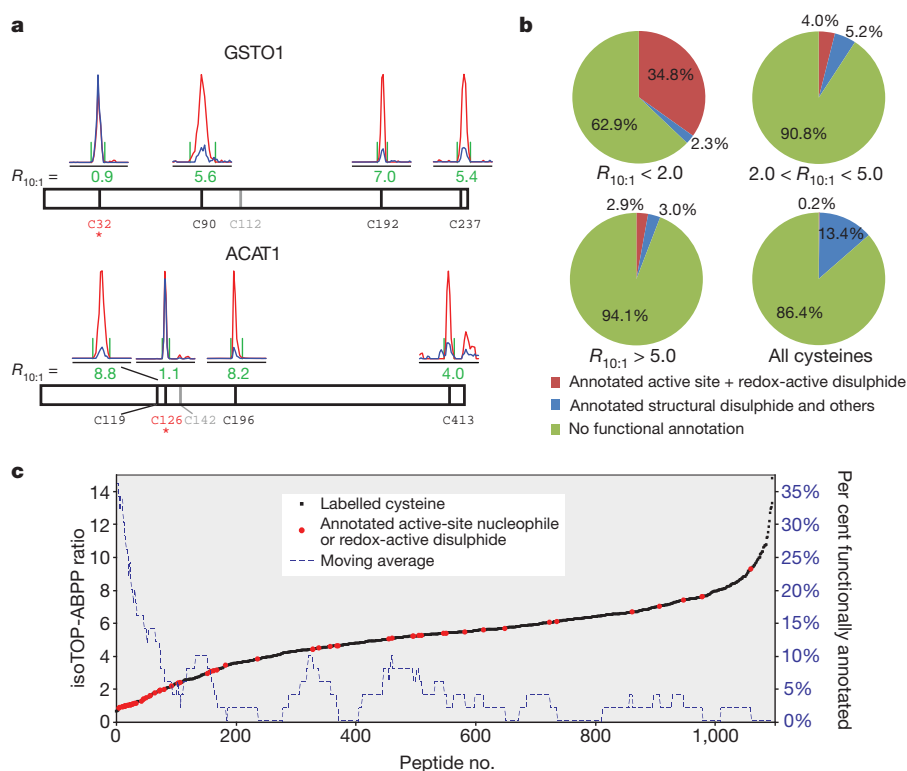 a
GSTO1
R10:1 = 0.9 5.6 7.0 5.4
C32 C90 C112 C192 C237
*
ACAT1
R10:1 = 8.8 1.1 8.2 4.0
C119 C126 C142 C196 C413
*
b
34.8%
62.9%
2.3%
R10:1 < 2.0
4.0%
5.2%
90.8%
2.0 < R10:1 < 5.0
2.9%
3.0%
94.1%
R10:1 > 5.0
0.2%
13.4%
86.4%
All cysteines
Annotated active site + redox-active disulphide
Annotated structural disulphide and others
No functional annotation
c
isoTOP-ABPP ratio
14
12
10
8
6
4
2
0
Labelled cysteine
Annotated active-site nucleophile
or redox-active disulphide
Moving average
35%
30%
25%
20%
15%
10%
5%
0%
Per cent functionally annotated
0 200 400 600 800 1,000
Peptide no.